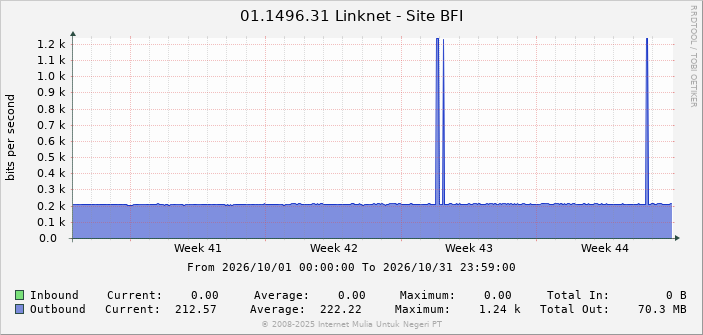 01.1496.31 Linknet - Site BFI
RRDTOOL / TOBI OETIKER
bits per second
1.2 k
1.1 k
1.0 k
0.9 k
0.8 k
0.7 k
0.6 k
0.5 k
0.4 k
0.3 k
0.2 k
0.1 k
0.0
Week 41 Week 42 Week 43 Week 44
From 2026/10/01 00:00:00 To 2026/10/31 23:59:00
Inbound Current: 0.00 Average: 0.00 Maximum: 0.00 Total In: 0 B
Outbound Current: 212.57 Average: 222.22 Maximum: 1.24 k Total Out: 70.3 MB
© 2008-2025 Internet Mulia Untuk Negeri PT